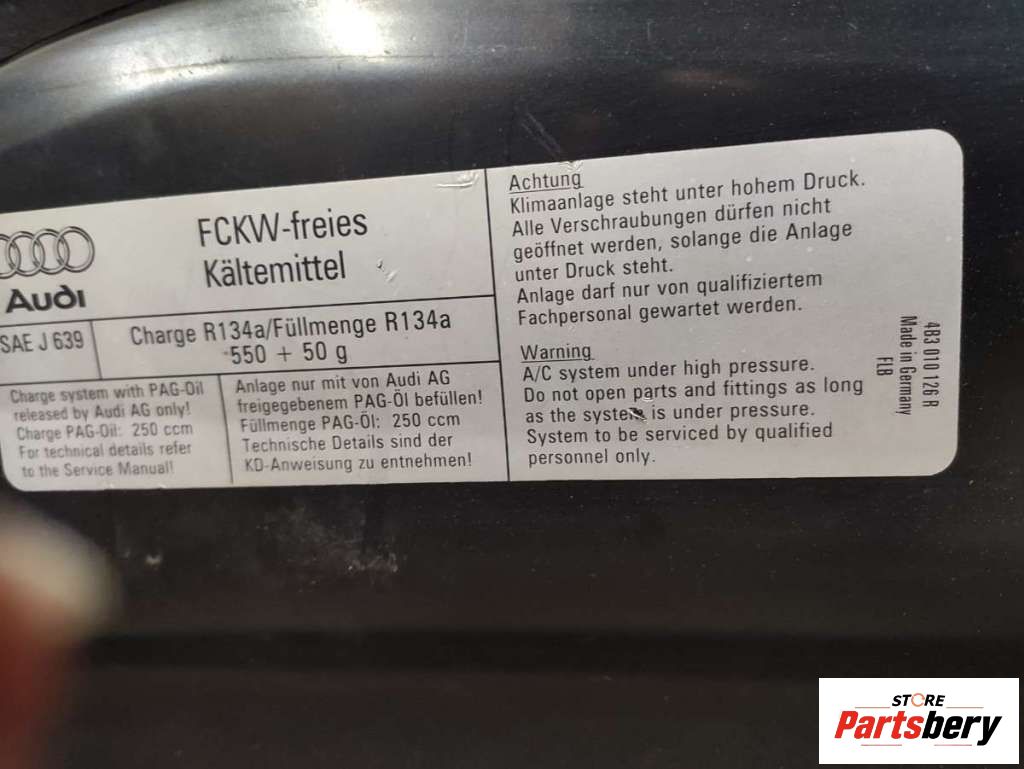 Audi
FCKW-freies
Kältemittel
SAE J 639
Charge R134a/Füllmenge R134a
550 + 50 g
Charge system with PAG-Oil
released by Audi AG only!
Charge PAG-Oil: 250 ccm
For technical details refer
to the Service Manual!
Anlage nur mit von Audi AG
freigegebenem PAG-Öl befüllen!
Füllmenge PAG-Öl: 250 ccm
Technische Details sind der
KD-Anweisung zu entnehmen!
Achtung
Klimaanlage steht unter hohem Druck.
Alle Verschraubungen dürfen nicht
geöffnet werden, solange die Anlage
unter Druck steht.
Anlage darf nur von qualifiziertem
Fachpersonal gewartet werden.
Warning
A/C system under high pressure.
Do not open parts and fittings as long
as the system is under pressure.
System to be serviced by qualified
personnel only.
4B3 010 126 R
Made in Germany
FLB
STORE
Partsbery